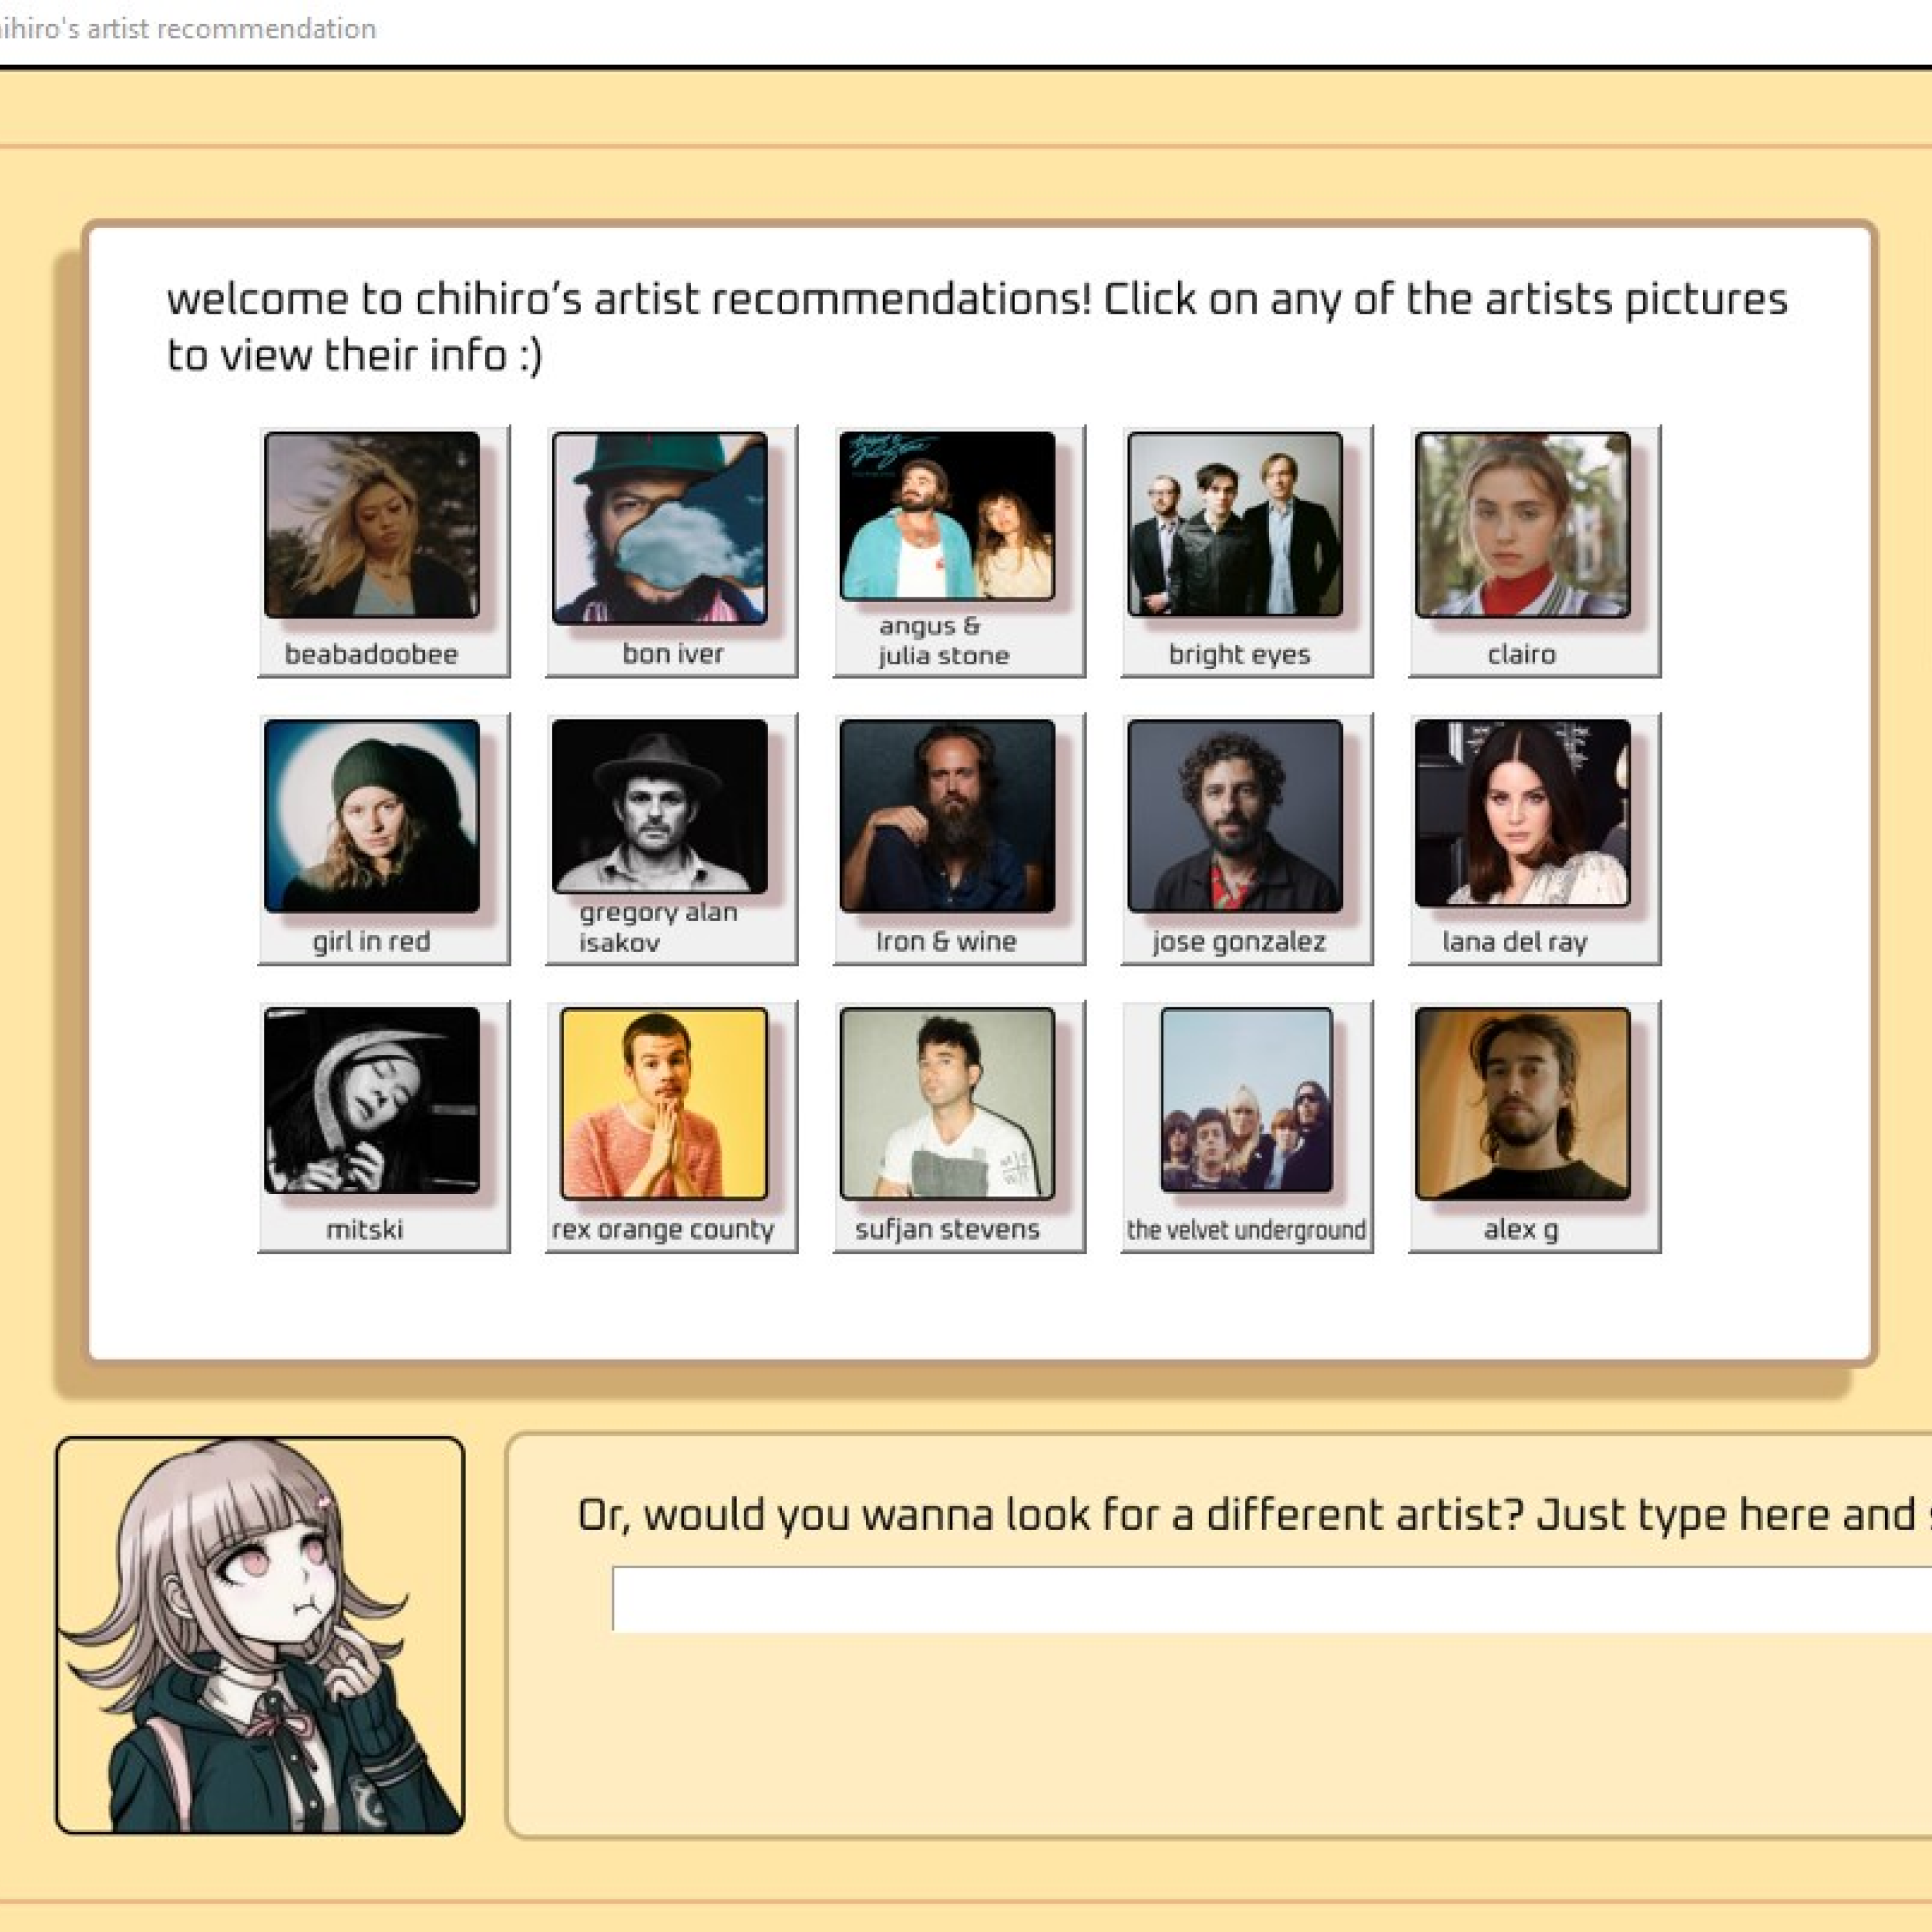 hihiro's artist recommendation
welcome to chihiro's artist recommendations! Click on any of the artists pictures
to view their info :)
beabadoobee
bon iver
angus &
julia stone
bright eyes
clairo
girl in red
gregory alan
isakov
Iron & wine
jose gonzalez
lana del ray
mitski
rex orange county
sufjan stevens
the velvet underground
alex g
Or, would you wanna look for a different artist? Just type here and